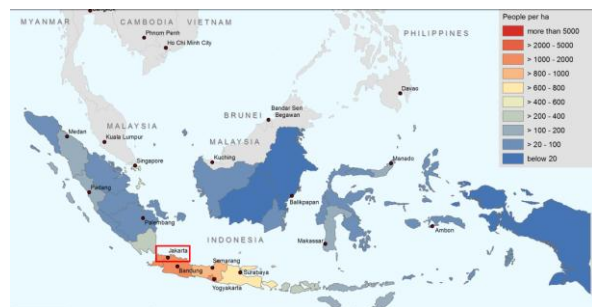 MYANMAR
CAMBODIA
VIETNAM
Phnom Penh
Ho Chi Minh City
PHILIPPINES
Davao
BRUNEI
Bandar Seri
Begawan
MALAYSIA
Kuala Lumpur
Medan
MALAYSIA
Kuching
Singapore
Manado
Padang
Balikpapan
Palembang
Ambon
INDONESIA
Makassar
Jakarta
Semarang
Bandung
Surabaya
Yogyakarta
People per ha
more than 5000
> 2000 - 5000
> 1000 - 2000
> 800 - 1000
> 600 - 800
> 400 - 600
> 200 - 400
> 100 - 200
> 20 - 100
below 20